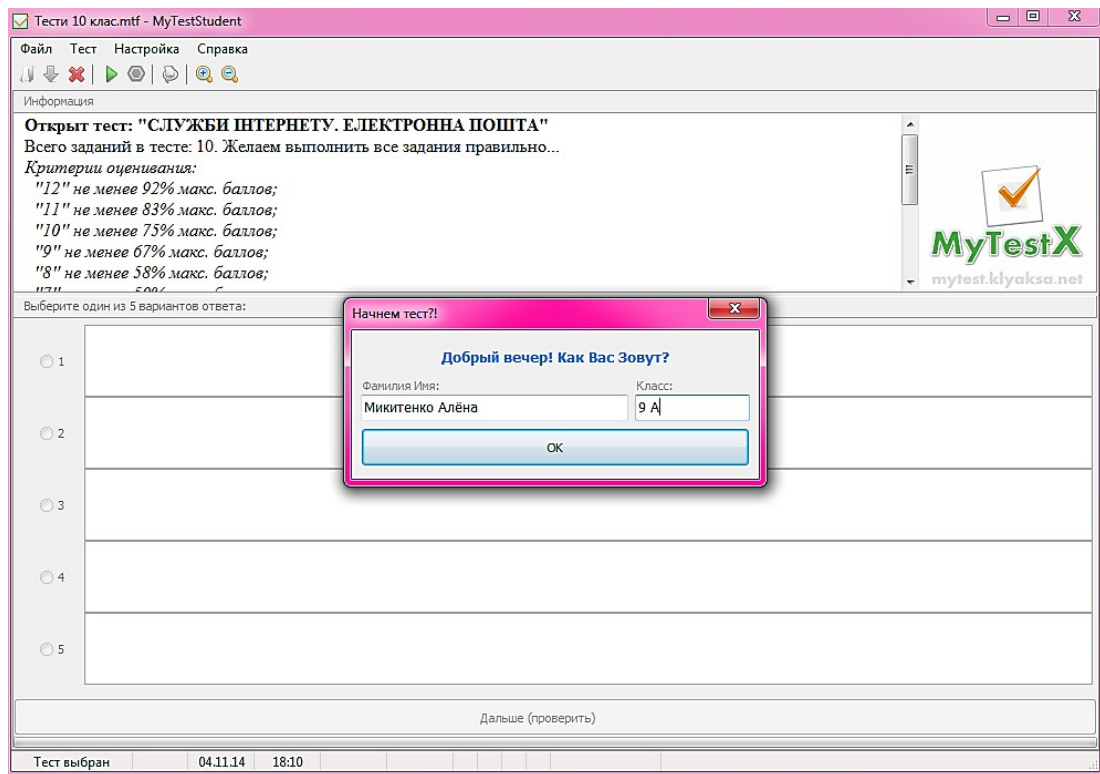 Тести 10 клас.mtf - MyTestStudent
Файл Тест Настройка Справка
Информация
Открыт тест: "СЛУЖБИ ІНТЕРНЕТУ. ЕЛЕКТРОННА ПОШТА"
Всего заданий в тесте: 10. Желаем выполнить все задания правильно...
Критерии оценивания:
"12" не менее 92% макс. баллов;
"11" не менее 83% макс. баллов;
"10" не менее 75% макс. баллов;
"9" не менее 67% макс. баллов;
"8" не менее 58% макс. баллов;
MyTestX
mytest.klyaksa.net
Выберите один из 5 вариантов ответа:
Начнем тест?!
Добрый вечер! Как Вас Зовут?
Фамилия Имя: Класс:
Микитенко Алёна 9 А
OK
1
2
3
4
5
Дальше (проверить)
Тест выбран 04.11.14 18:10